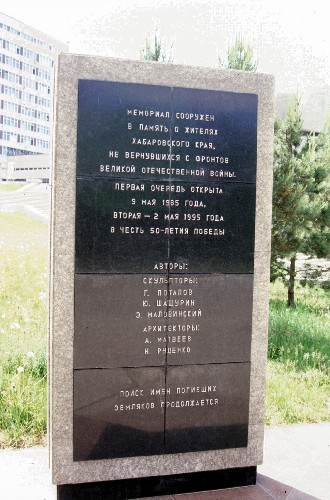 МЕМОРИАЛ СООРУЖЕН
В ПАМЯТЬ О ЖИТЕЛЯХ
ХАБАРОВСКОГО КРАЯ,
НЕ ВЕРНУВШИХСЯ С ФРОНТОВ
ВЕЛИКОЙ ОТЕЧЕСТВЕННОЙ ВОЙНЫ.
ПЕРВАЯ ОЧЕРЕДЬ ОТКРЫТА
9 МАЯ 1985 ГОДА,
ВТОРАЯ — 2 МАЯ 1995 ГОДА
В ЧЕСТЬ 50-ЛЕТИЯ ПОБЕДЫ
АВТОРЫ:
СКУЛЬПТОРЫ:
Г. ПОТАПОВ
Ю. ШАШУРИН
Э. МАЛОВИНСКИЙ
АРХИТЕКТОРЫ:
А. МАТВЕЕВ
Н. РУДЕНКО
ПОИСК ИМЕН ПОГИБШИХ
ЗЕМЛЯКОВ ПРОДОЛЖАЕТСЯ